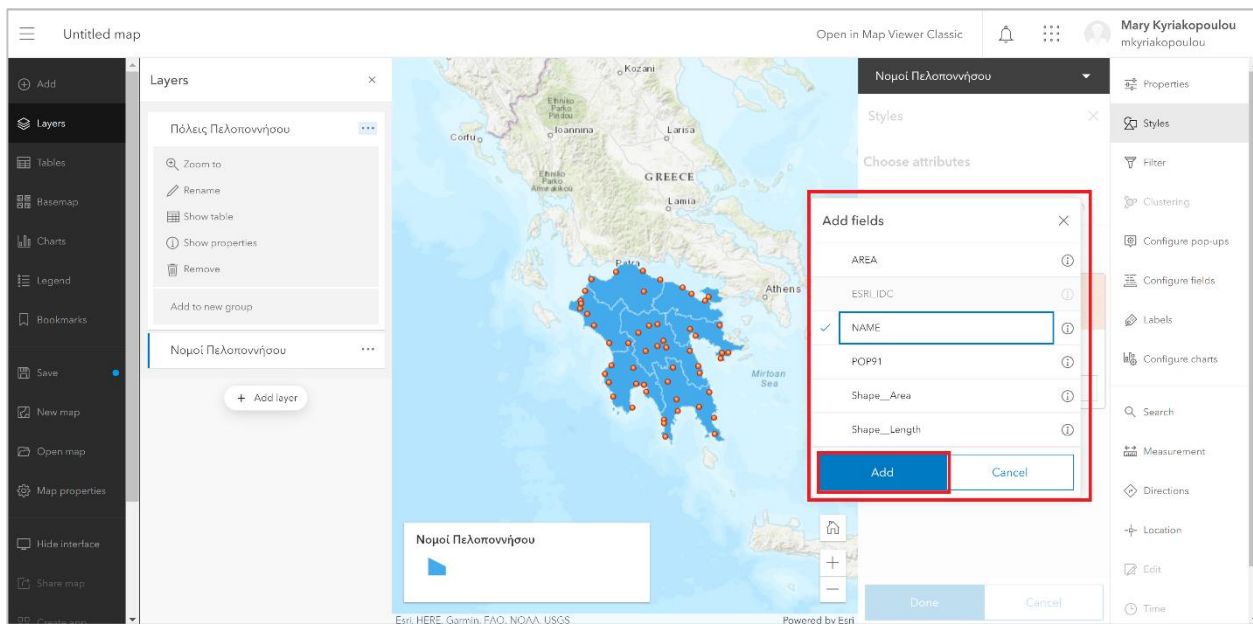 Untitled map
Open in Map Viewer Classic
Mary Kyriakopoulou
mkyriakopoulou
Add
Layers
Tables
Basemap
Charts
Legend
Bookmarks
Save
New map
Open map
Map properties
Hide interface
Share map
Create app
Layers
Πόλεις Πελοποννήσου
Zoom to
Rename
Show table
Show properties
Remove
Add to new group
Νομοί Πελοποννήσου
+ Add layer
Kozani
Ethniko
Parko
Pindou
Ioannina
Larisa
Corfu
GREECE
Ethniko
Parko
Lamia
Patra
Athens
Mirtoan
Sea
Νομοί Πελοποννήσου
Esri, HERE, Garmin, FAO, NOAA, USGS
Powered by Esri
Νομοί Πελοποννήσου
Styles
Choose attributes
Add fields
AREA
ESRI_IDC
NAME
POP91
Shape__Area
Shape__Length
Add
Cancel
Done
Cancel
Properties
Styles
Filter
Clustering
Configure pop-ups
Configure fields
Labels
Configure charts
Search
Measurement
Directions
Location
Edit
Time